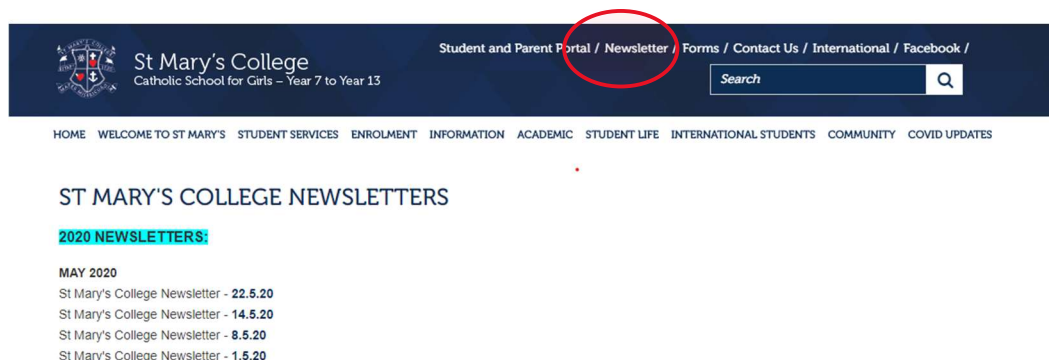 Student and Parent Portal / Newsletter / Forms / Contact Us / International / Facebook /
St Mary's College
Catholic School for Girls – Year 7 to Year 13
Search
HOME WELCOME TO ST MARY'S STUDENT SERVICES ENROLMENT INFORMATION ACADEMIC STUDENT LIFE INTERNATIONAL STUDENTS COMMUNITY COVID UPDATES
ST MARY'S COLLEGE NEWSLETTERS
2020 NEWSLETTERS:
MAY 2020
St Mary's College Newsletter - 22.5.20
St Mary's College Newsletter - 14.5.20
St Mary's College Newsletter - 8.5.20
St Mary's College Newsletter - 1.5.20